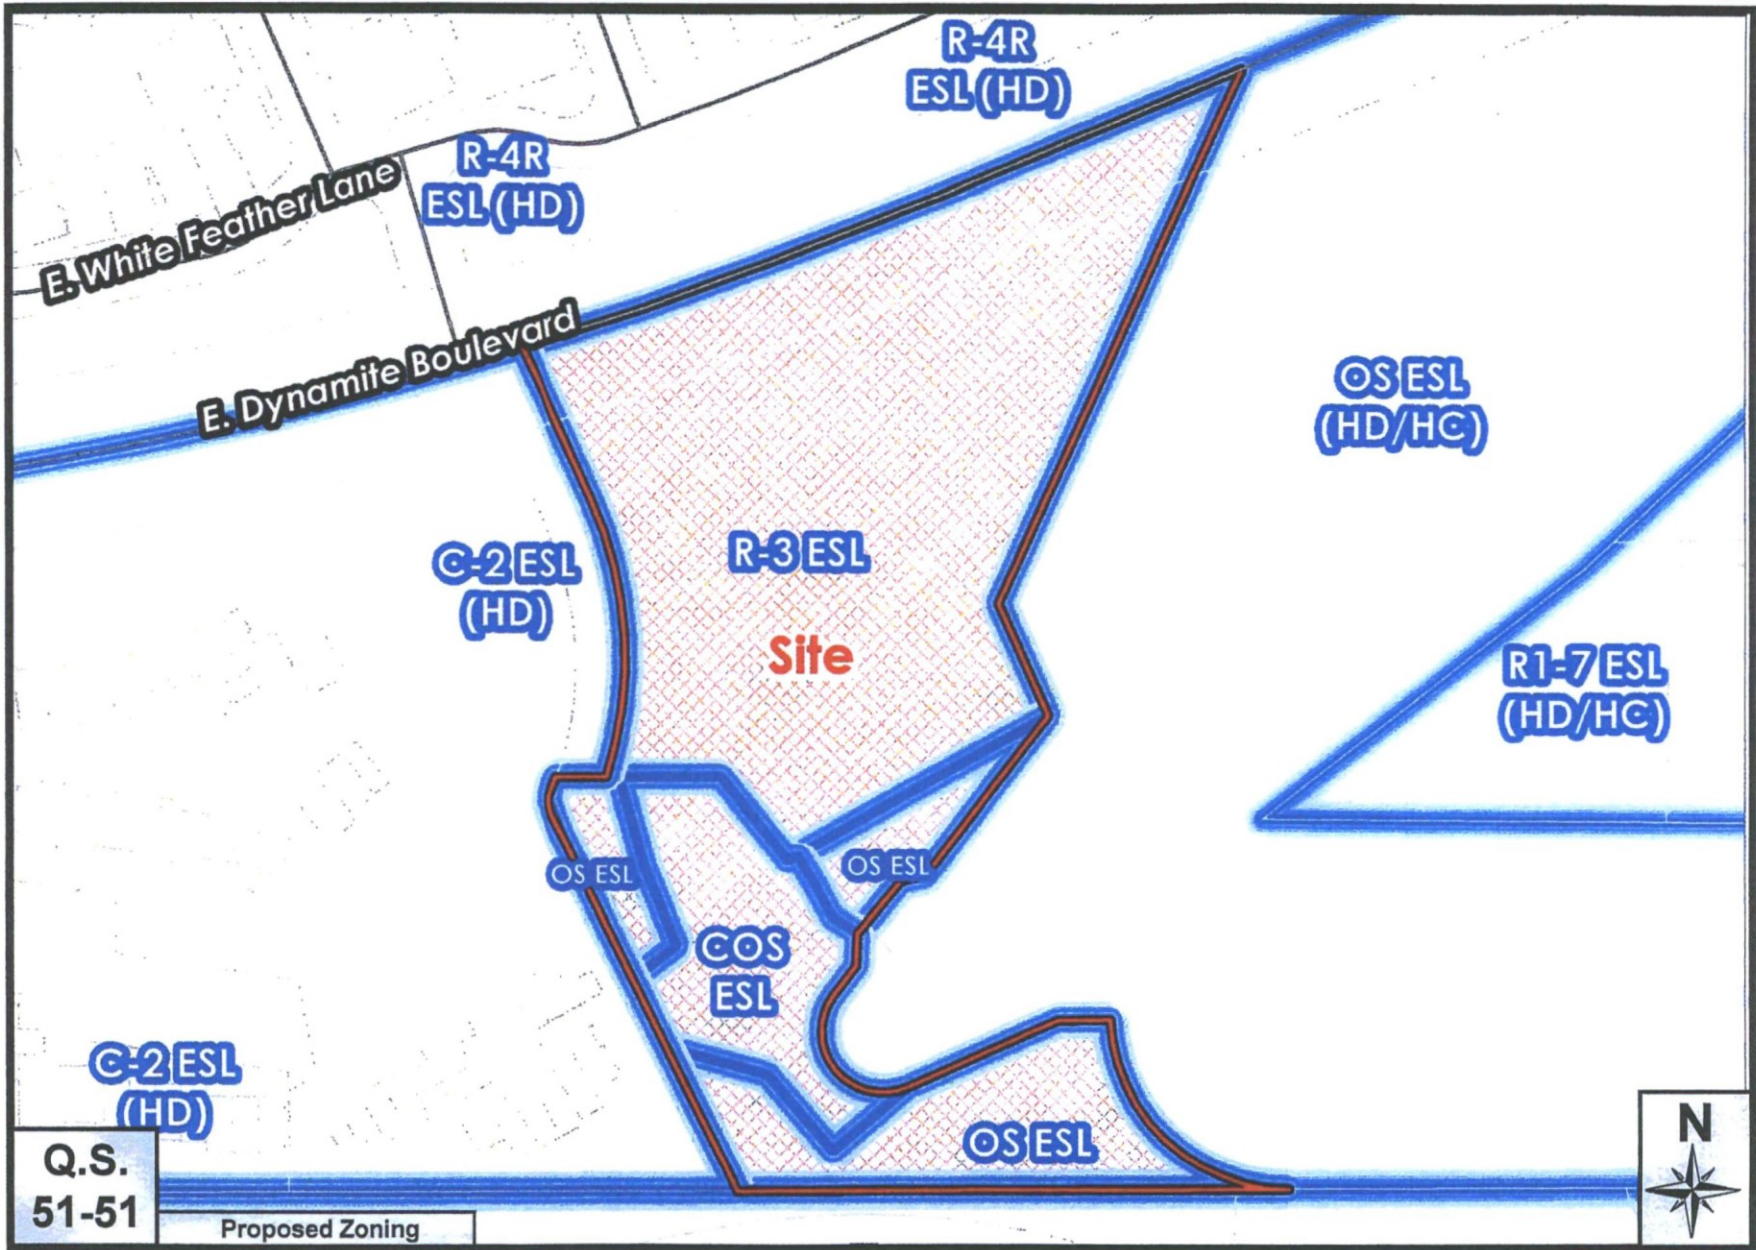 R-4R
ESL (HD)
R-4R
ESL (HD)
E. White Feather Lane
E. Dynamite Boulevard
OS ESL
(HD/HC)
C-2 ESL
(HD)
R-3 ESL
Site
R1-7 ESL
(HD/HC)
OS ESL
OS ESL
COS
ESL
C-2 ESL
(HD)
OS ESL
N
Q.S.
51-51
Proposed Zoning